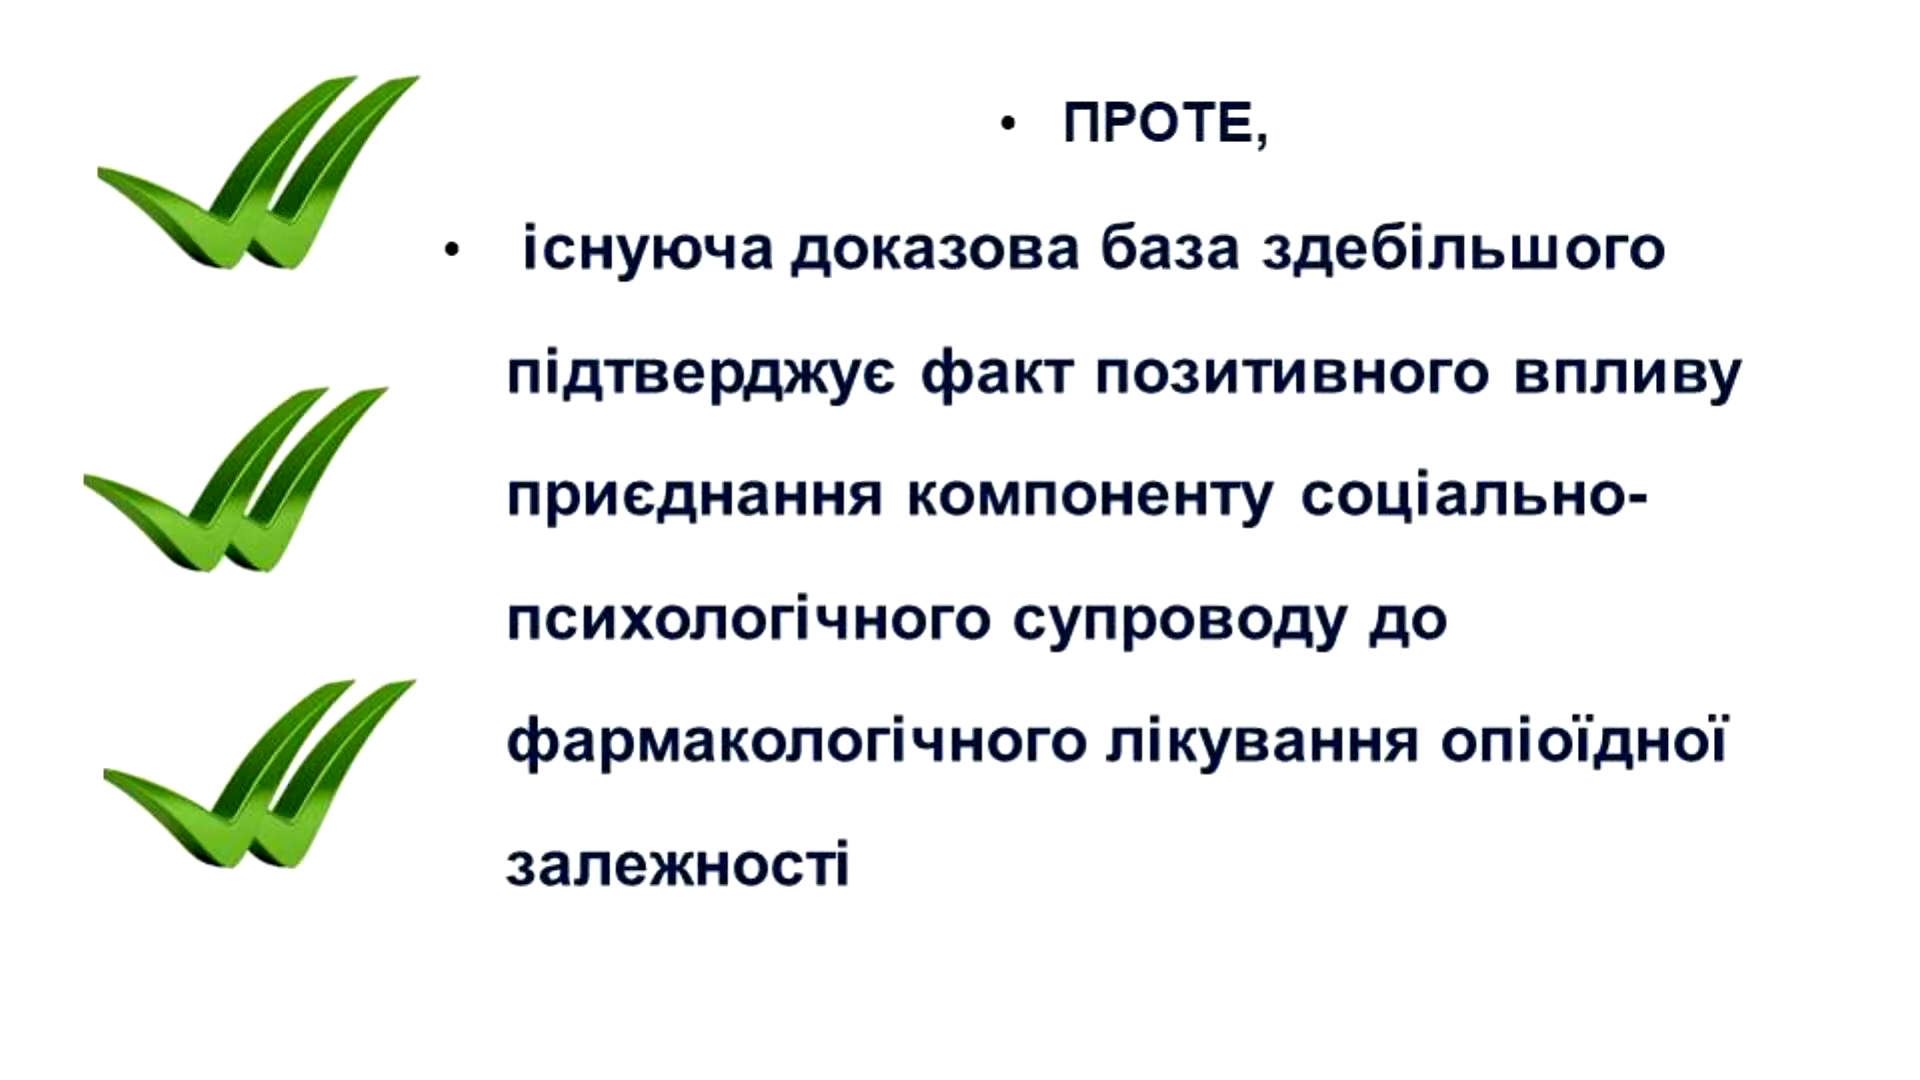 • ПРОТЕ,
• існуюча доказова база здебільшого
підтверджує факт позитивного впливу
приєднання компоненту соціально-
психологічного супроводу до
фармакологічного лікування опіоїдної
залежності